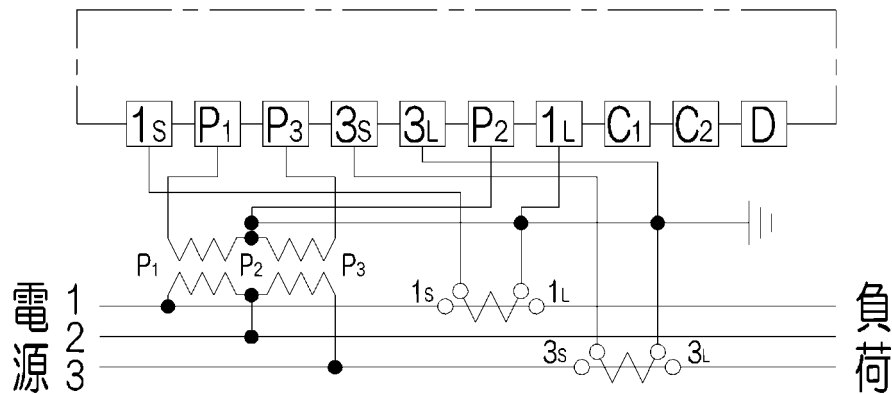 1S P1 P3 3S 3L P2 1L C1 C2 D
P1 P2 P3
電源 1 2 3
1S 1L
3S 3L
負荷